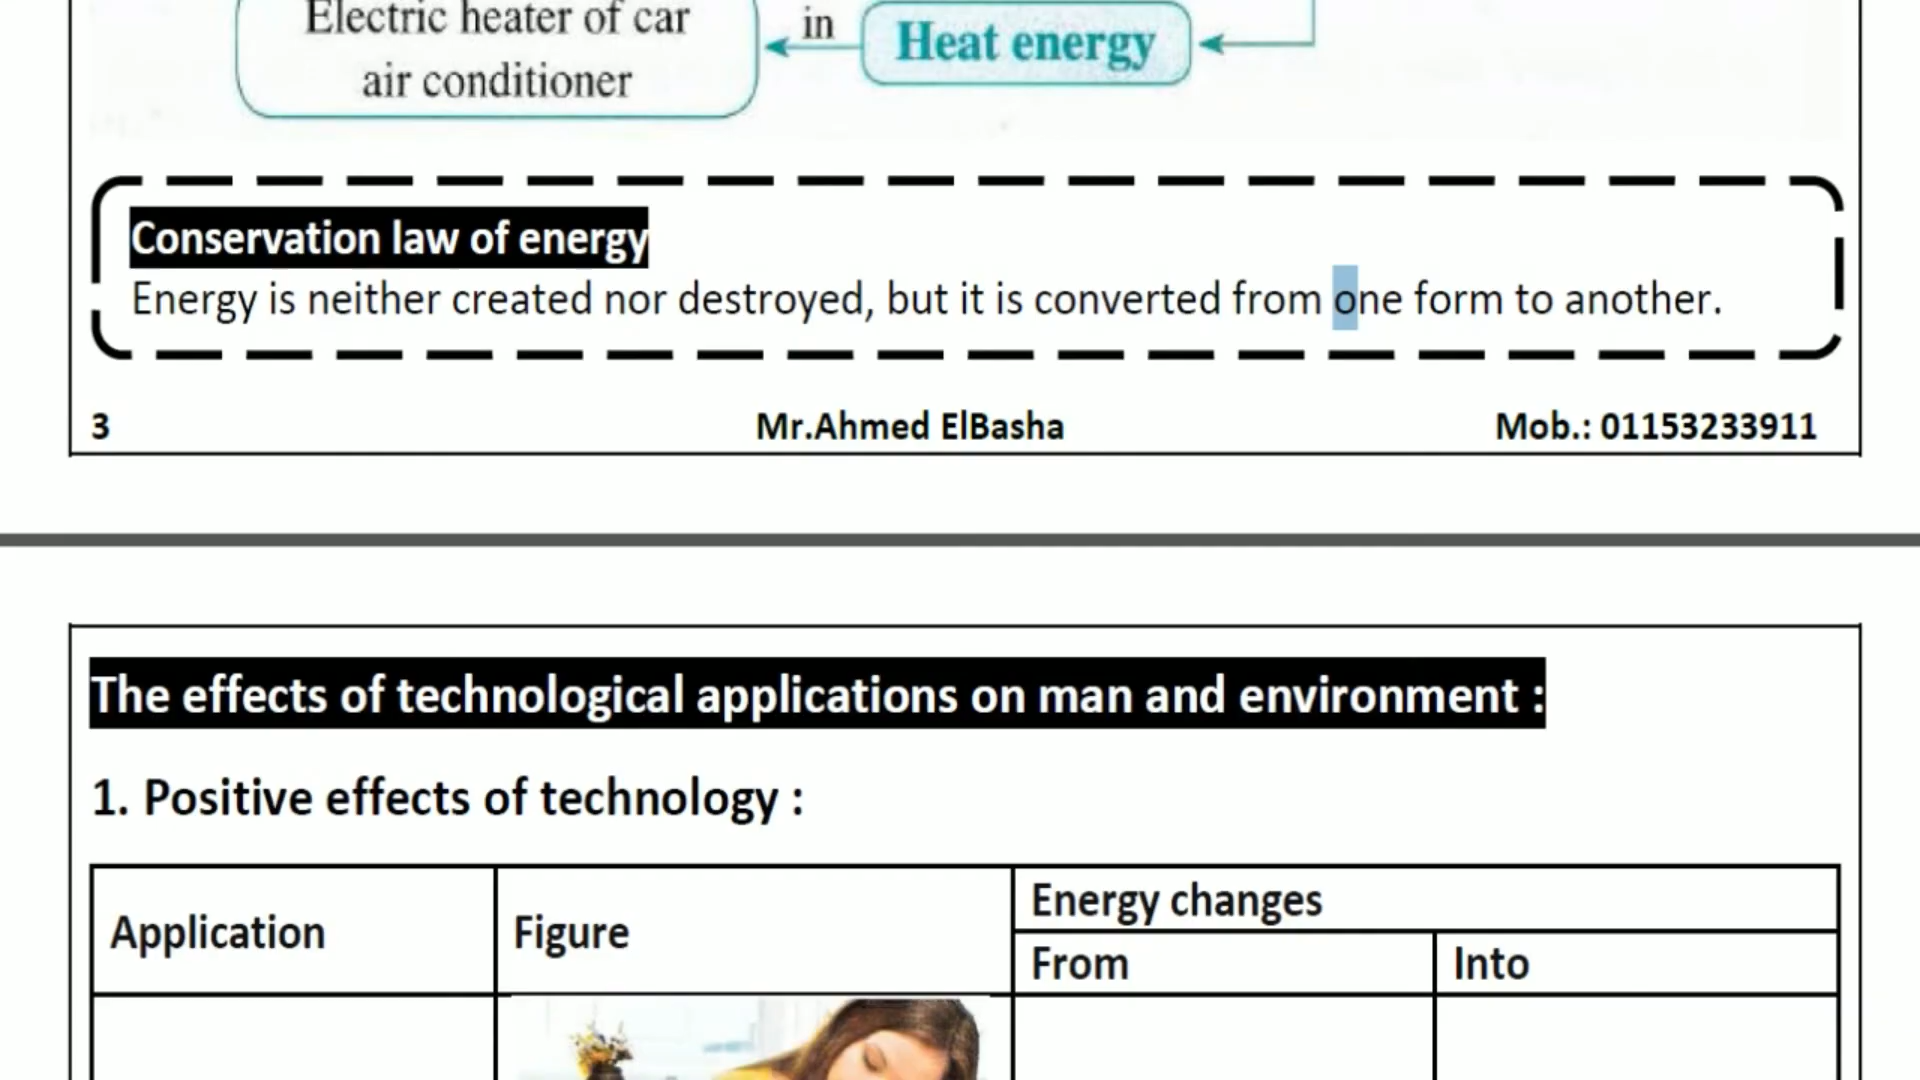 Electric heater of car
air conditioner
in
Heat energy
Conservation law of energy
Energy is neither created nor destroyed, but it is converted from one form to another.
3 Mr.Ahmed ElBasha Mob.: 01153233911
The effects of technological applications on man and environment :
1. Positive effects of technology :
Application Figure Energy changes
From Into